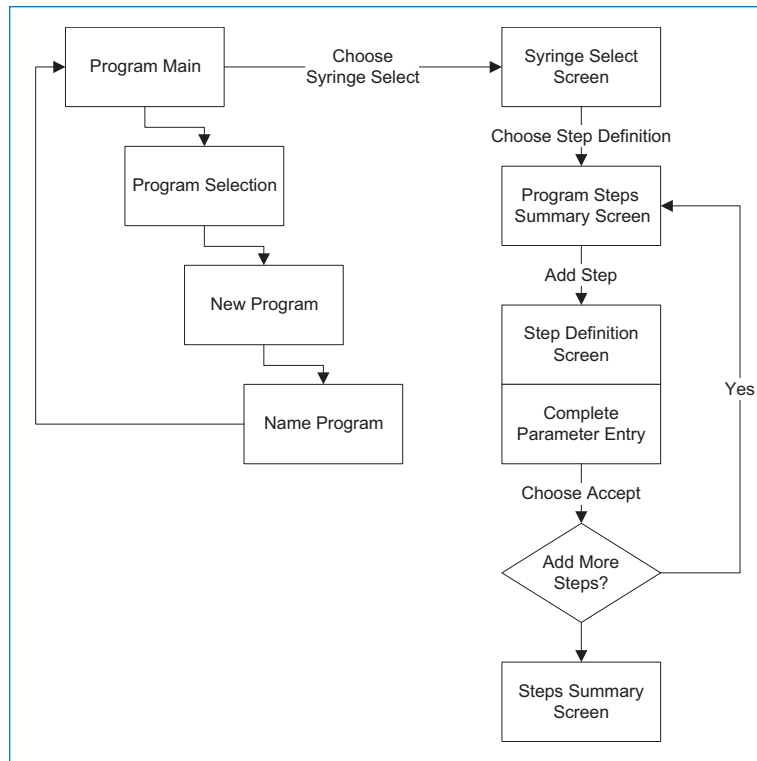 Program Main
Choose
Syringe Select
Syringe Select
Screen
Choose Step Definition
Program Selection
Program Steps
Summary Screen
Add Step
New Program
Step Definition
Screen
Yes
Name Program
Complete
Parameter Entry
Choose Accept
Add More
Steps?
Steps Summary
Screen